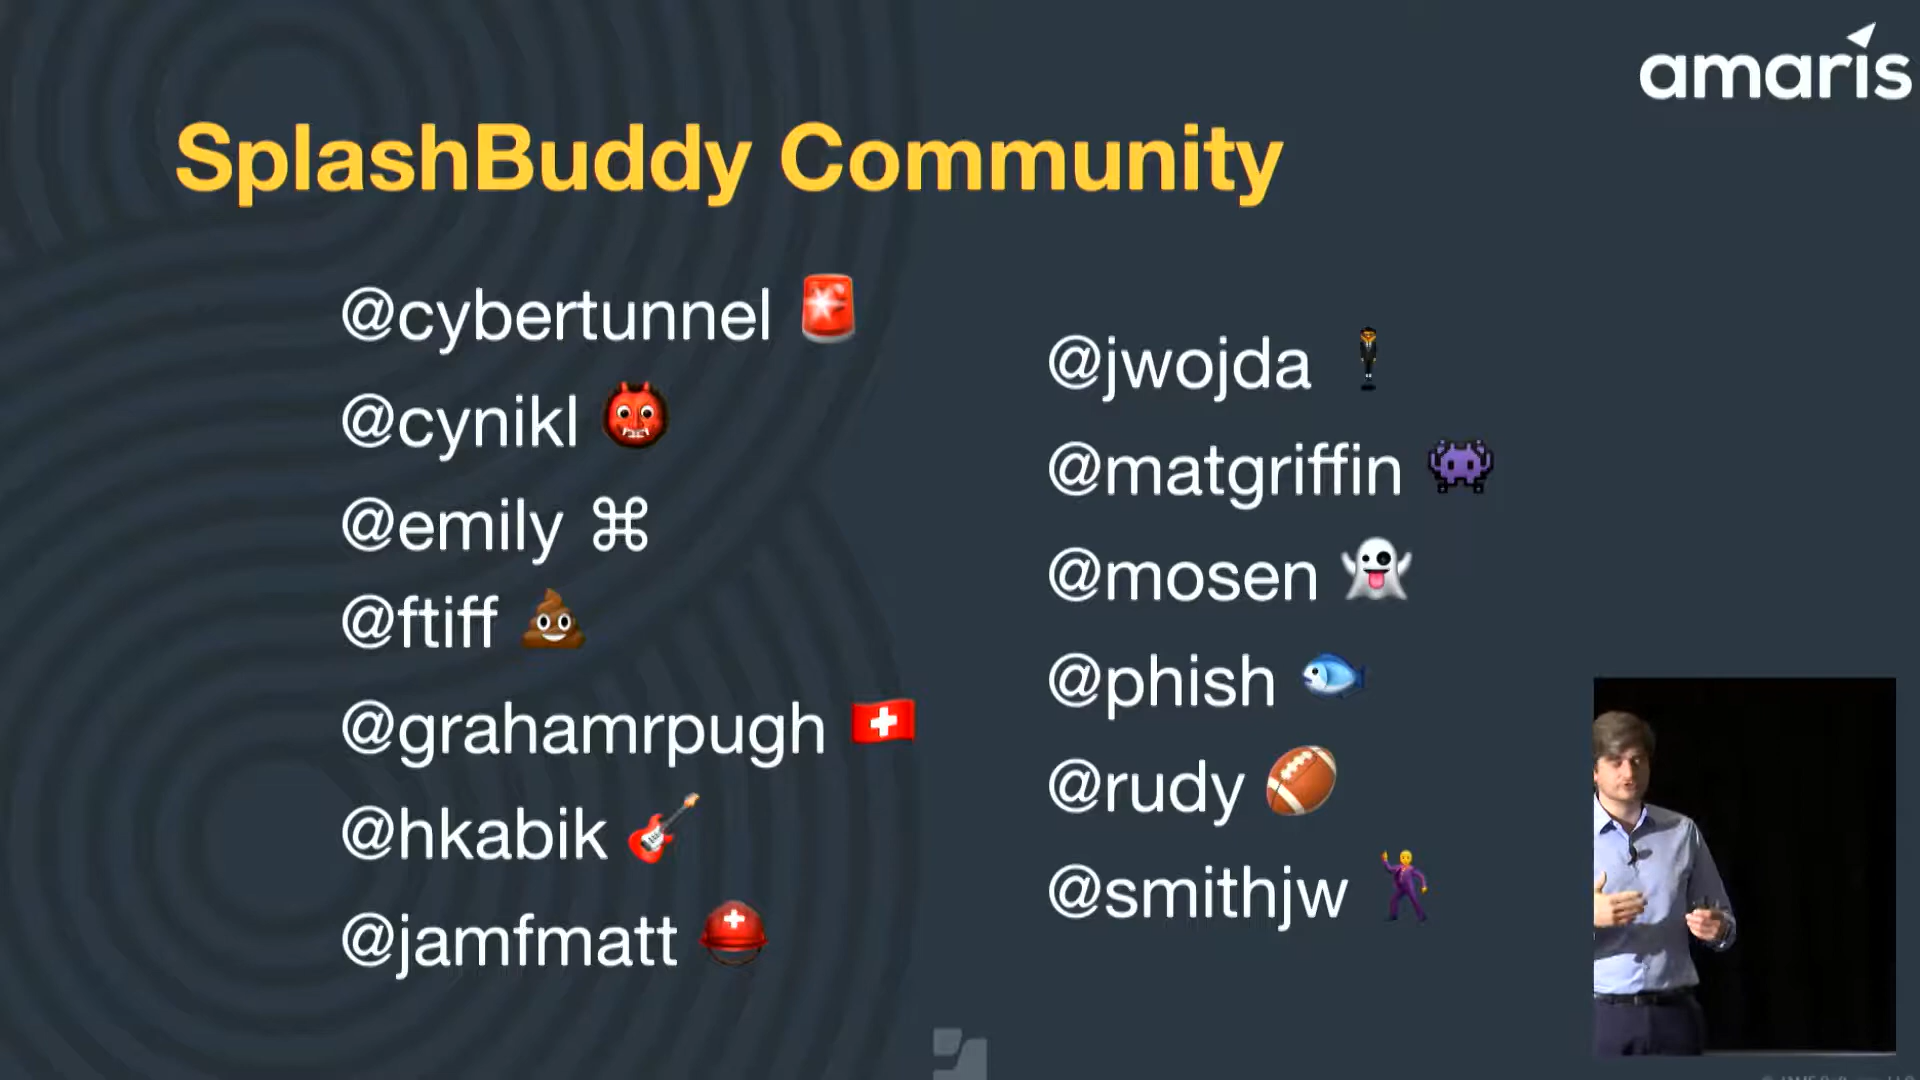 amaris
SplashBuddy Community
@cybertunnel 🚨
@cynikl 👹
@emily ⌘
@ftiff 💩
@grahamrpugh 🇨🇭
@hkabik 🎸
@jamfmatt ⛑
@jwojda 🕴
@matgriffin 👾
@mosen 👻
@phish 🐟
@rudy 🏈
@smithjw 🕺